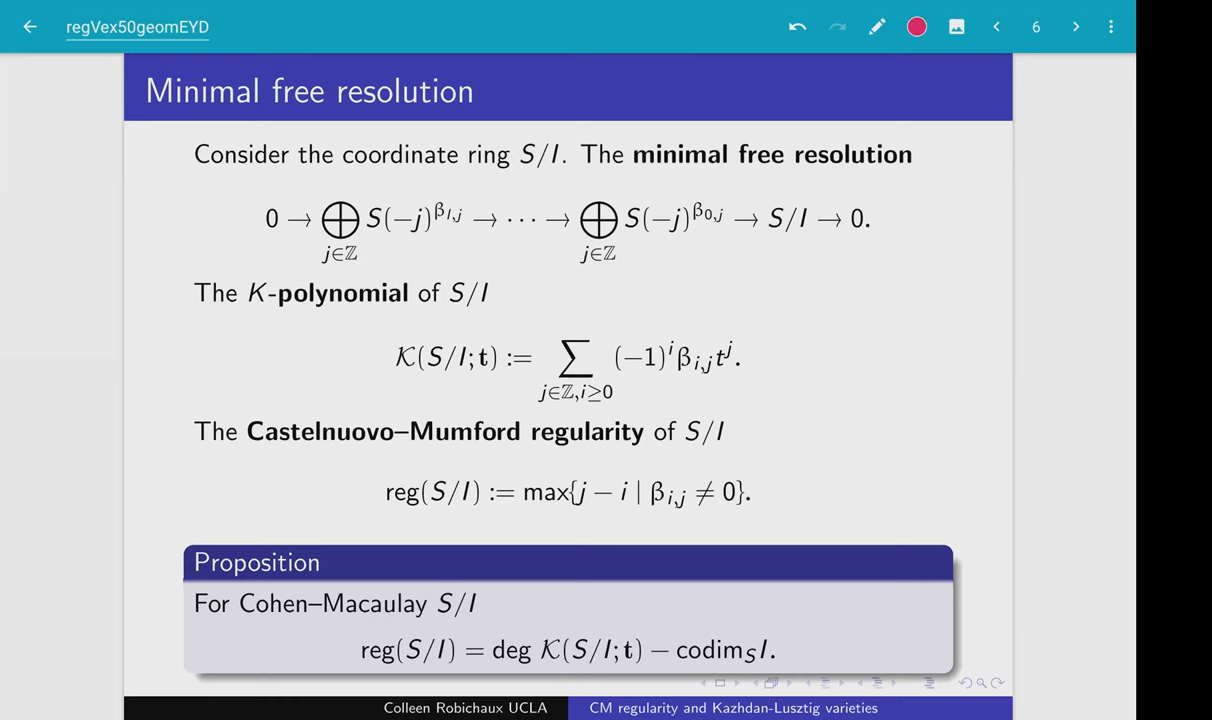 regVex50geomEYD
6
Minimal free resolution
Consider the coordinate ring S/I. The minimal free resolution
0 → ⊕_{j∈ℤ} S(−j)^{β_{l,j}} → ⋯ → ⊕_{j∈ℤ} S(−j)^{β_{0,j}} → S/I → 0.
The K-polynomial of S/I
𝒦(S/I; t) := ∑_{j∈ℤ,i≥0} (−1)^i β_{i,j} t^j.
The Castelnuovo–Mumford regularity of S/I
reg(S/I) := max{j − i | β_{i,j} ≠ 0}.
Proposition
For Cohen–Macaulay S/I
reg(S/I) = deg 𝒦(S/I; t) − codim_S I.
Colleen Robichaux UCLA
CM regularity and Kazhdan-Lusztig varieties